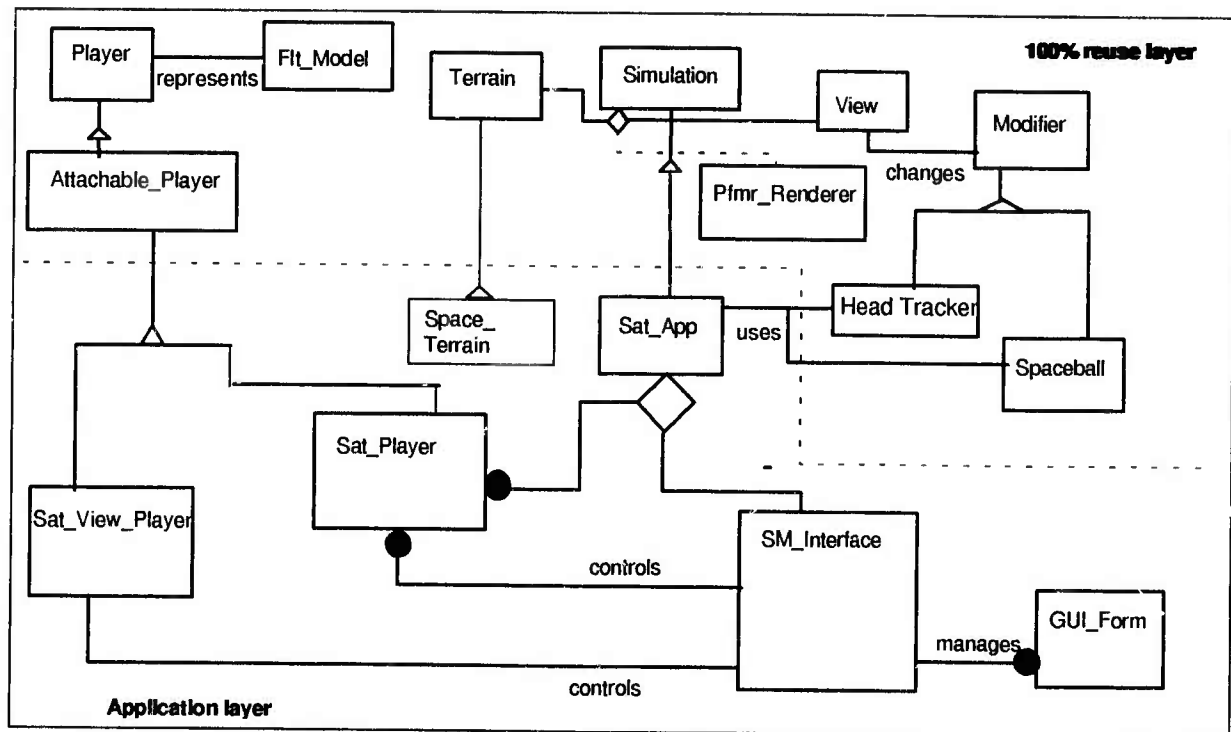 Player
Flt_Model
represents
100% reuse layer
Terrain
Simulation
View
Modifier
changes
Attachable_Player
Pfmr_Renderer
Space_
Terrain
Sat_App
uses
Head Tracker
Spaceball
Sat_Player
Sat_View_Player
SM_Interface
controls
GUI_Form
manages
controls
Application layer